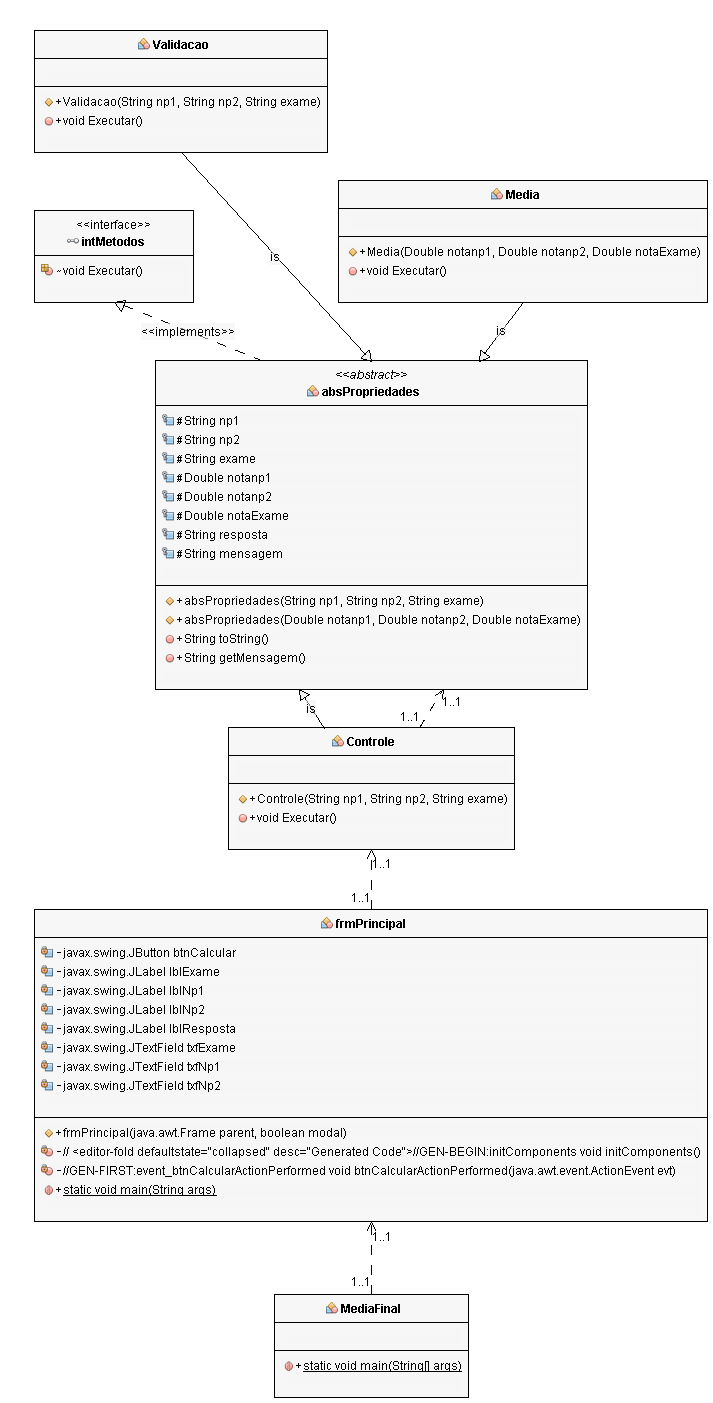 Validacao
+Validacao(String np1, String np2, String exame)
+void Executar()
Media
+Media(Double notanp1, Double notanp2, Double notaExame)
+void Executar()
<<interface>>
intMetodos
~void Executar()
is
<<implements>>
is
<<abstract>>
absPropriedades
#String np1
#String np2
#String exame
#Double notanp1
#Double notanp2
#Double notaExame
#String resposta
#String mensagem
+absPropriedades(String np1, String np2, String exame)
+absPropriedades(Double notanp1, Double notanp2, Double notaExame)
+String toString()
+String getMensagem()
is
1..1
1..1
Controle
+Controle(String np1, String np2, String exame)
+void Executar()
1..1
1..1
frmPrincipal
-javax.swing.JButton btnCalcular
-javax.swing.JLabel lblExame
-javax.swing.JLabel lblNp1
-javax.swing.JLabel lblNp2
-javax.swing.JLabel lblResposta
-javax.swing.JTextField txfExame
-javax.swing.JTextField txfNp1
-javax.swing.JTextField txfNp2
+frmPrincipal(java.awt.Frame parent, boolean modal)
-// <editor-fold defaultstate="collapsed" desc="Generated Code">//GEN-BEGIN:initComponents void initComponents()
-//GEN-FIRST:event_btnCalcularActionPerformed void btnCalcularActionPerformed(java.awt.event.ActionEvent evt)
+static void main(String args)
1..1
1..1
MediaFinal
+static void main(String[] args)